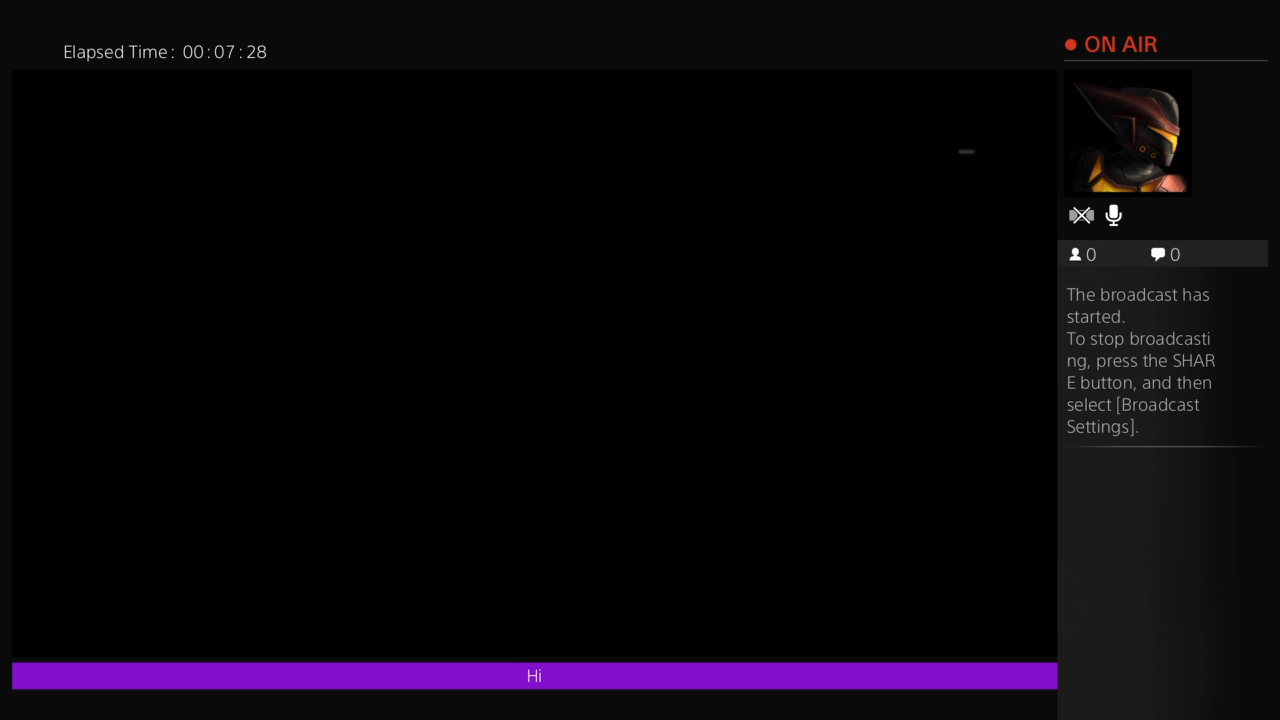 Elapsed Time: 00:07:28
ON AIR
0 0
The broadcast has
started.
To stop broadcasti
ng, press the SHAR
E button, and then
select [Broadcast
Settings].
Hi